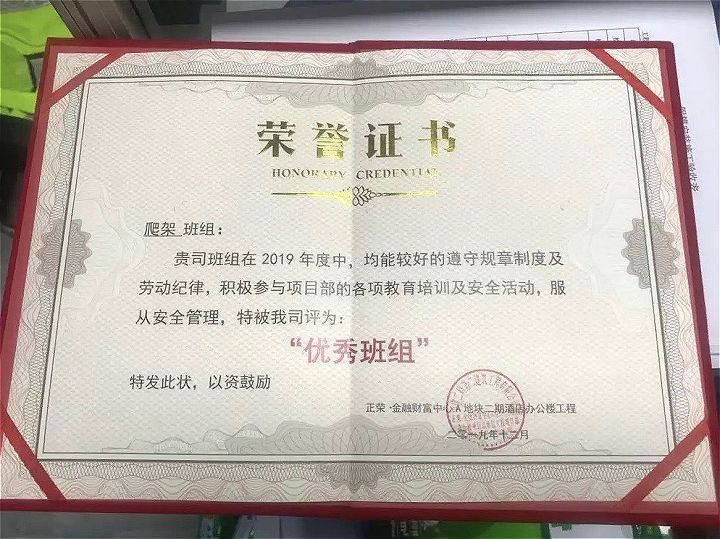 荣誉证书
HONORARY CREDENTIAL
爬架 班组：
贵司班组在 2019 年度中，均能较好的遵守规章制度及
劳动纪律，积极参与项目部的各项教育培训及安全活动，服
从安全管理，特被我司评为：
“优秀班组”
特发此状，以资鼓励
正荣·金融财富中心 A 地块二期酒店办公楼工程
二〇一九年十二月